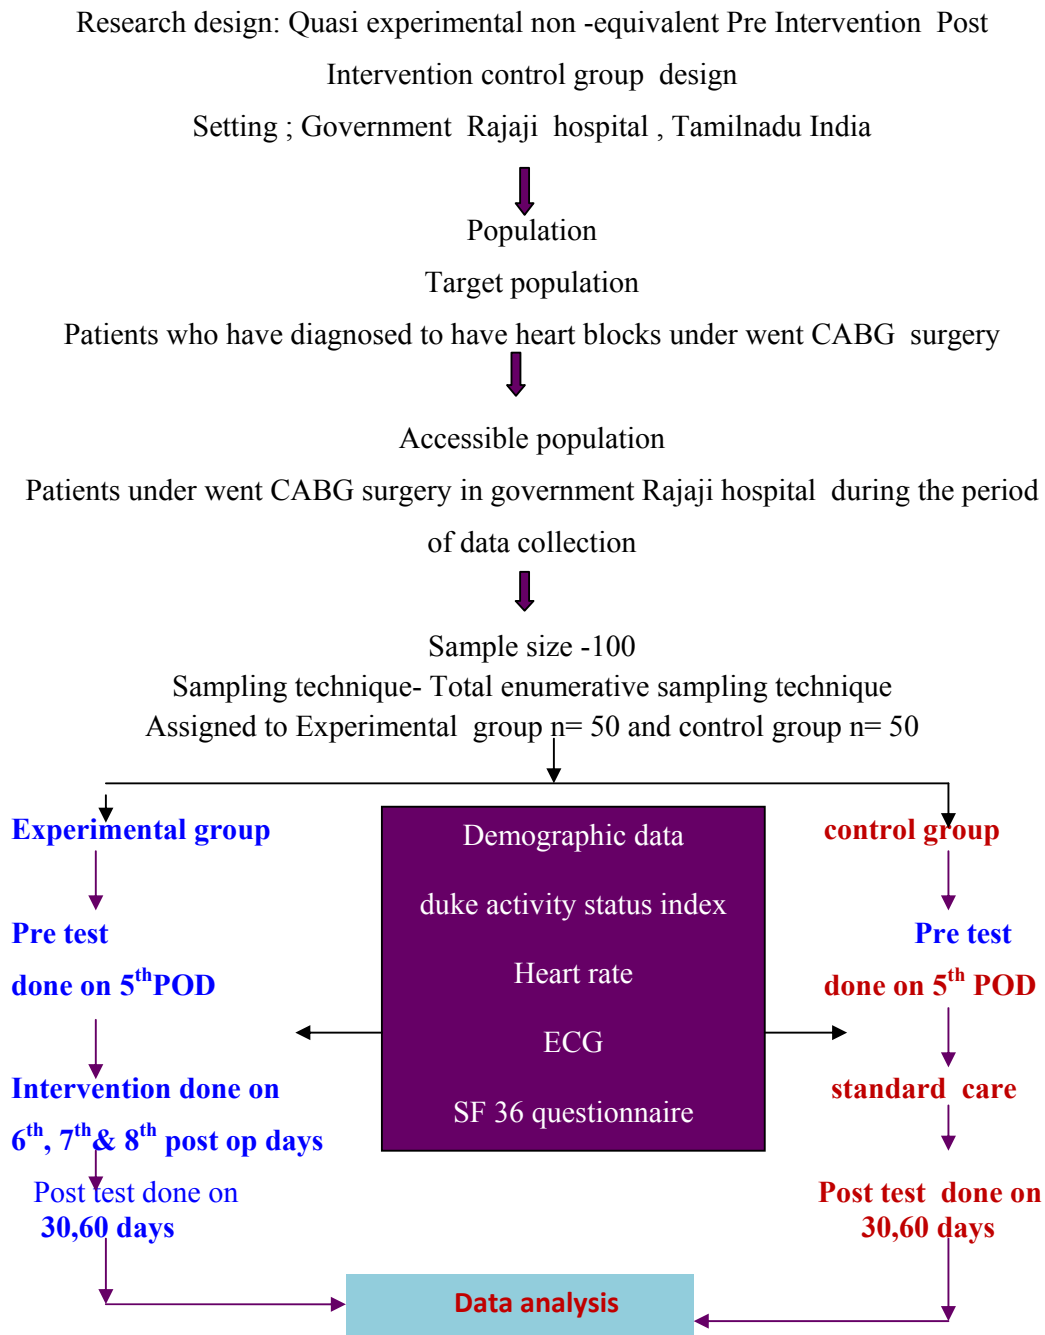 Research design: Quasi experimental non -equivalent Pre Intervention Post
Intervention control group design
Setting ; Government Rajaji hospital , Tamilnadu India
Population
Target population
Patients who have diagnosed to have heart blocks under went CABG surgery
Accessible population
Patients under went CABG surgery in government Rajaji hospital during the period
of data collection
Sample size -100
Sampling technique- Total enumerative sampling technique
Assigned to Experimental group n= 50 and control group n= 50
Experimental group
Pre test
done on 5th POD
Intervention done on
6th, 7th & 8th post op days
Post test done on
30,60 days
Demographic data
duke activity status index
Heart rate
ECG
SF 36 questionnaire
control group
Pre test
done on 5th POD
standard care
Post test done on
30,60 days
Data analysis